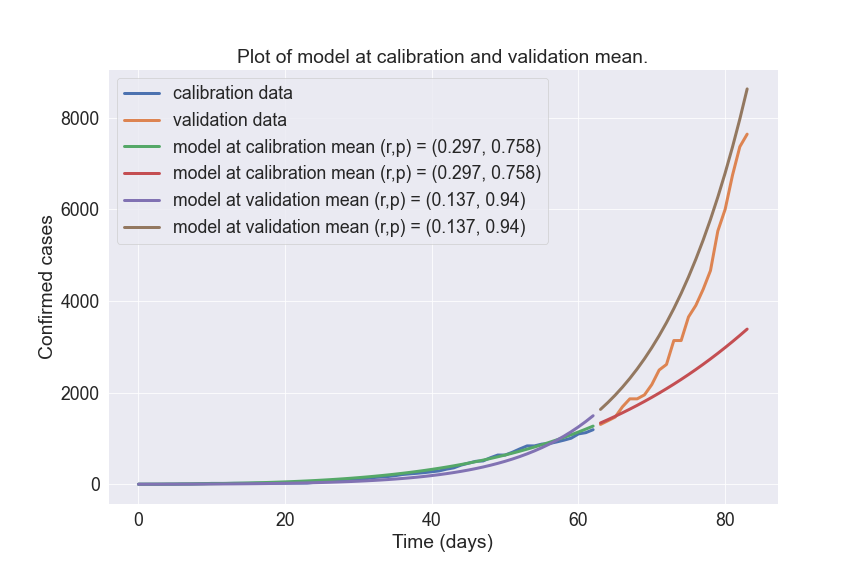 Plot of model at calibration and validation mean.
calibration data
validation data
model at calibration mean (r,p) = (0.297, 0.758)
model at calibration mean (r,p) = (0.297, 0.758)
model at validation mean (r,p) = (0.137, 0.94)
model at validation mean (r,p) = (0.137, 0.94)
Confirmed cases
8000
6000
4000
2000
0
0 20 40 60 80
Time (days)